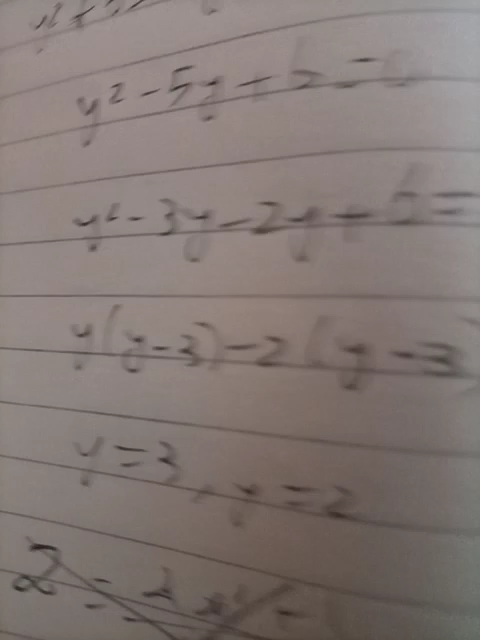 y² - 5y + 6 = 0
y² - 3y - 2y + 6 =
y(y-3) - 2(y-3)
y = 3, y = 2